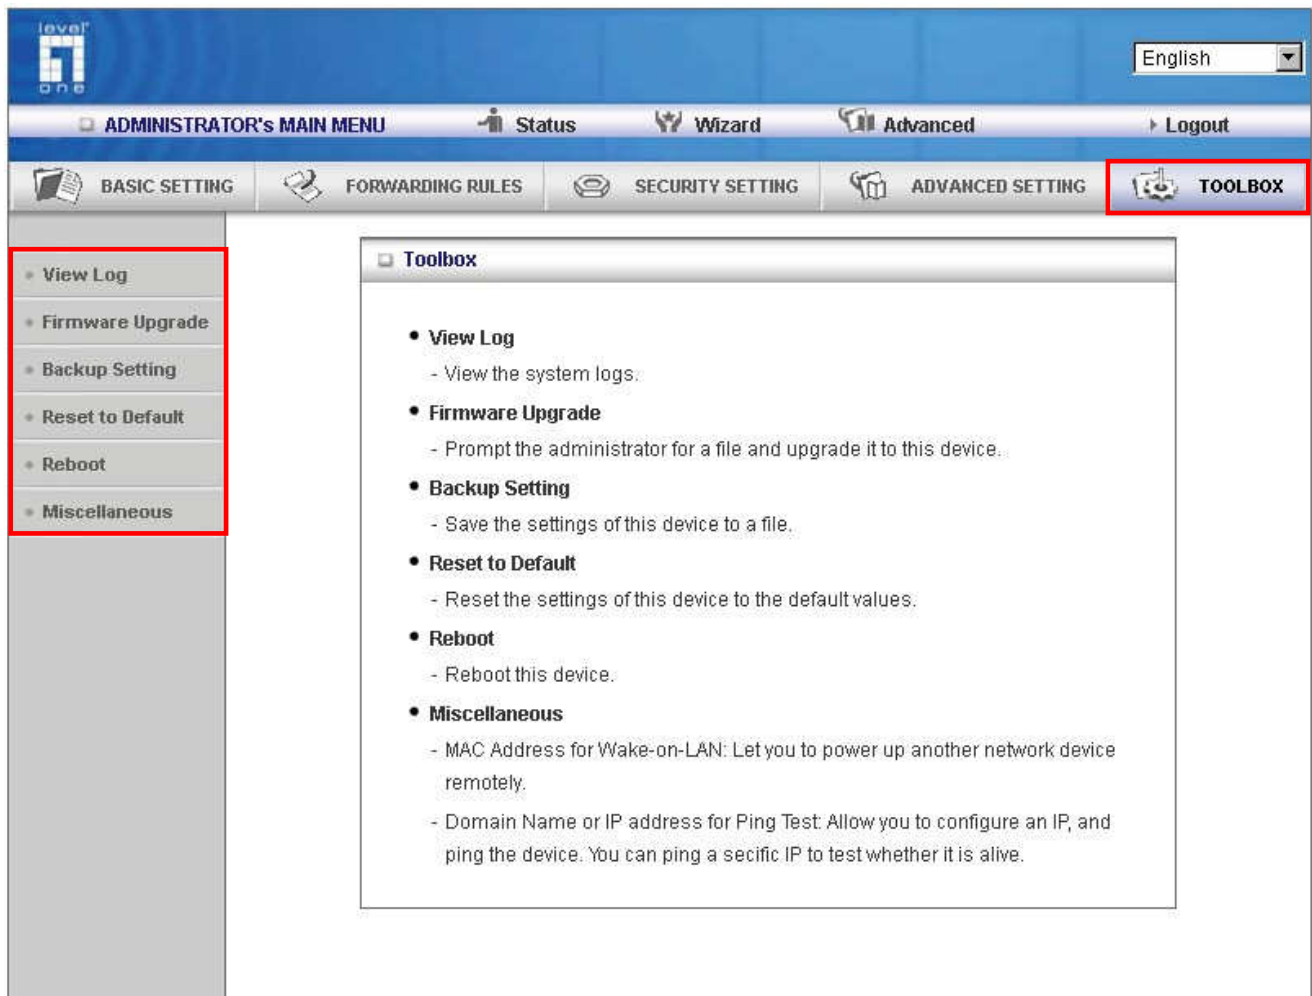 level
one
English
ADMINISTRATOR's MAIN MENU Status Wizard Advanced Logout
BASIC SETTING FORWARDING RULES SECURITY SETTING ADVANCED SETTING TOOLBOX
View Log
Firmware Upgrade
Backup Setting
Reset to Default
Reboot
Miscellaneous
Toolbox
View Log
- View the system logs.
Firmware Upgrade
- Prompt the administrator for a file and upgrade it to this device.
Backup Setting
- Save the settings of this device to a file.
Reset to Default
- Reset the settings of this device to the default values.
Reboot
- Reboot this device.
Miscellaneous
- MAC Address for Wake-on-LAN: Let you to power up another network device
remotely.
- Domain Name or IP address for Ping Test: Allow you to configure an IP, and
ping the device. You can ping a secific IP to test whether it is alive.